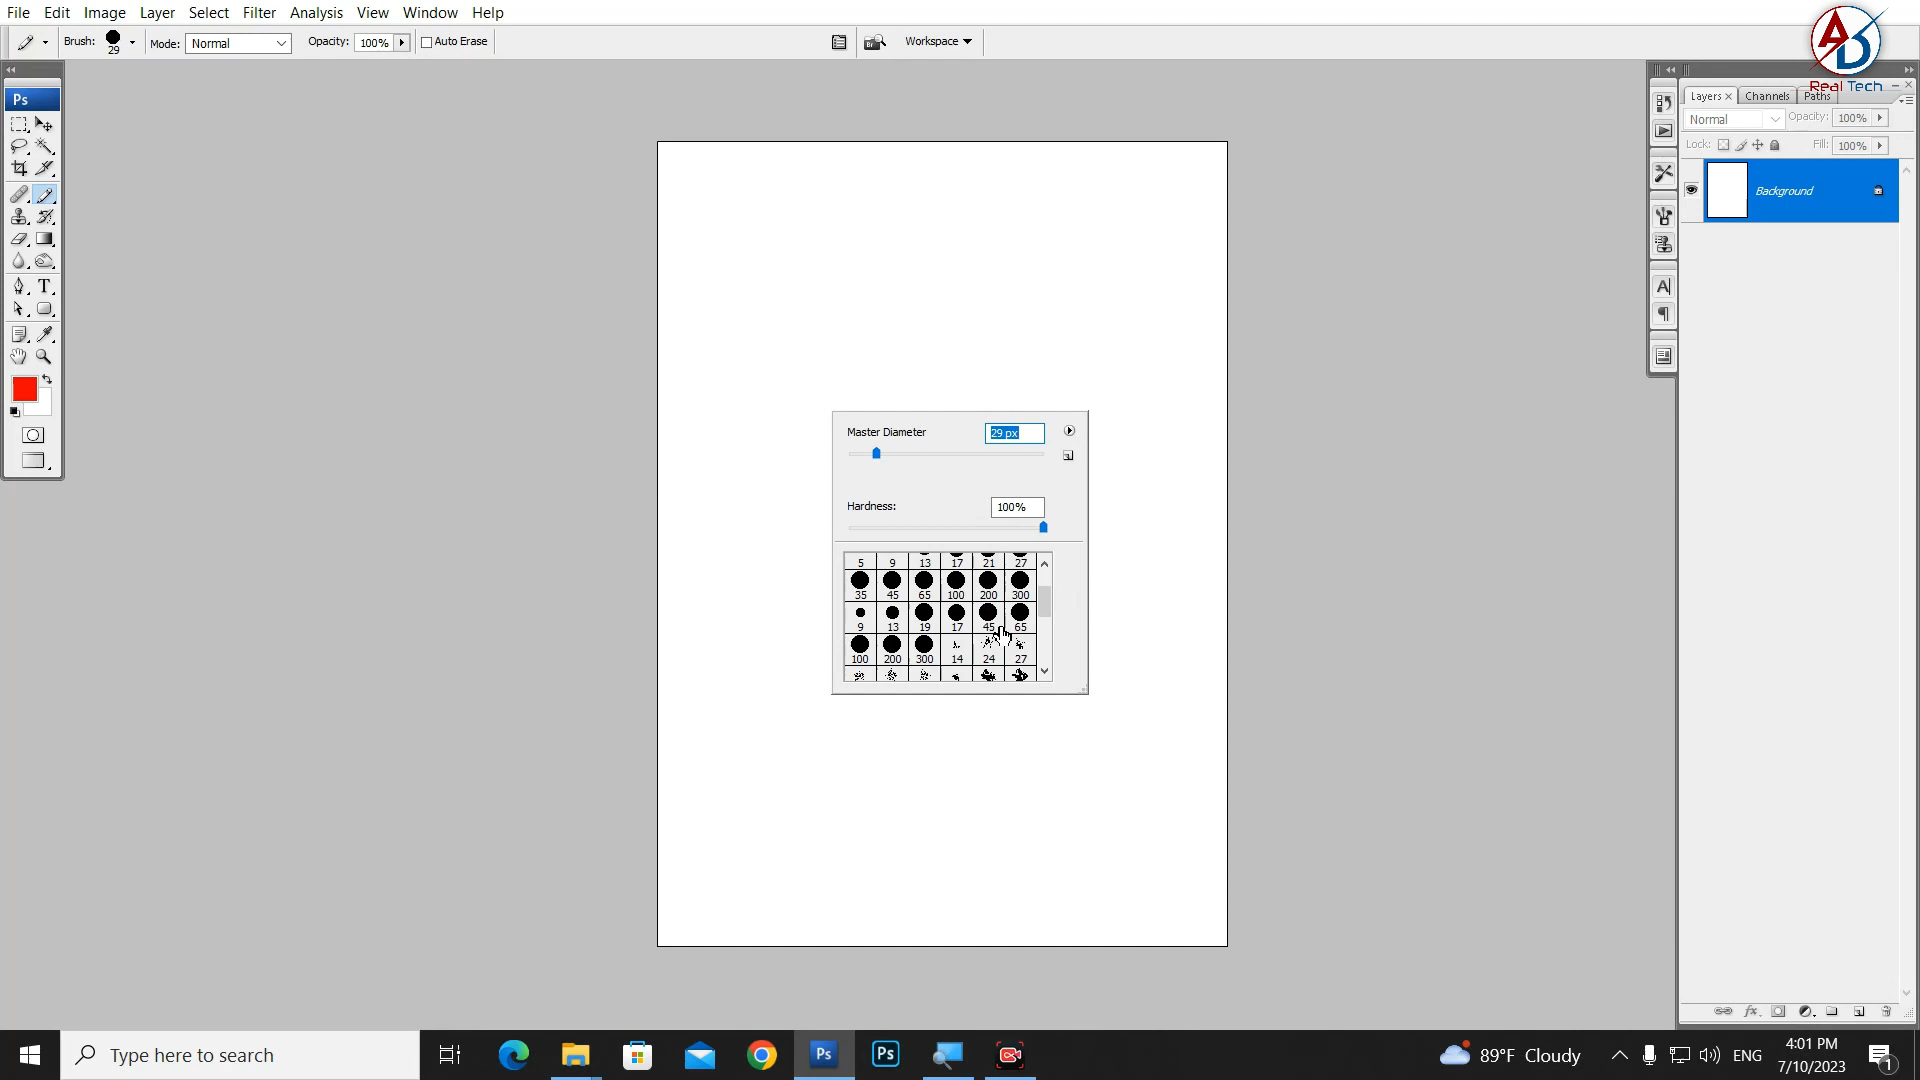 File Edit Image Layer Select Filter Analysis View Window Help
Brush: 29 Mode: Normal Opacity: 100% Auto Erase Workspace
Real Tech
Ps
Layers Channels Paths
Normal Opacity: 100%
Lock: Fill: 100%
Background
Master Diameter 29 px
Hardness: 100%
5 9 13 17 21 27
35 45 65 100 200 300
9 13 19 17 45 65
100 200 300 14 24 27
Type here to search
Ps
Ps
89°F Cloudy
ENG
4:01 PM
7/10/2023
1